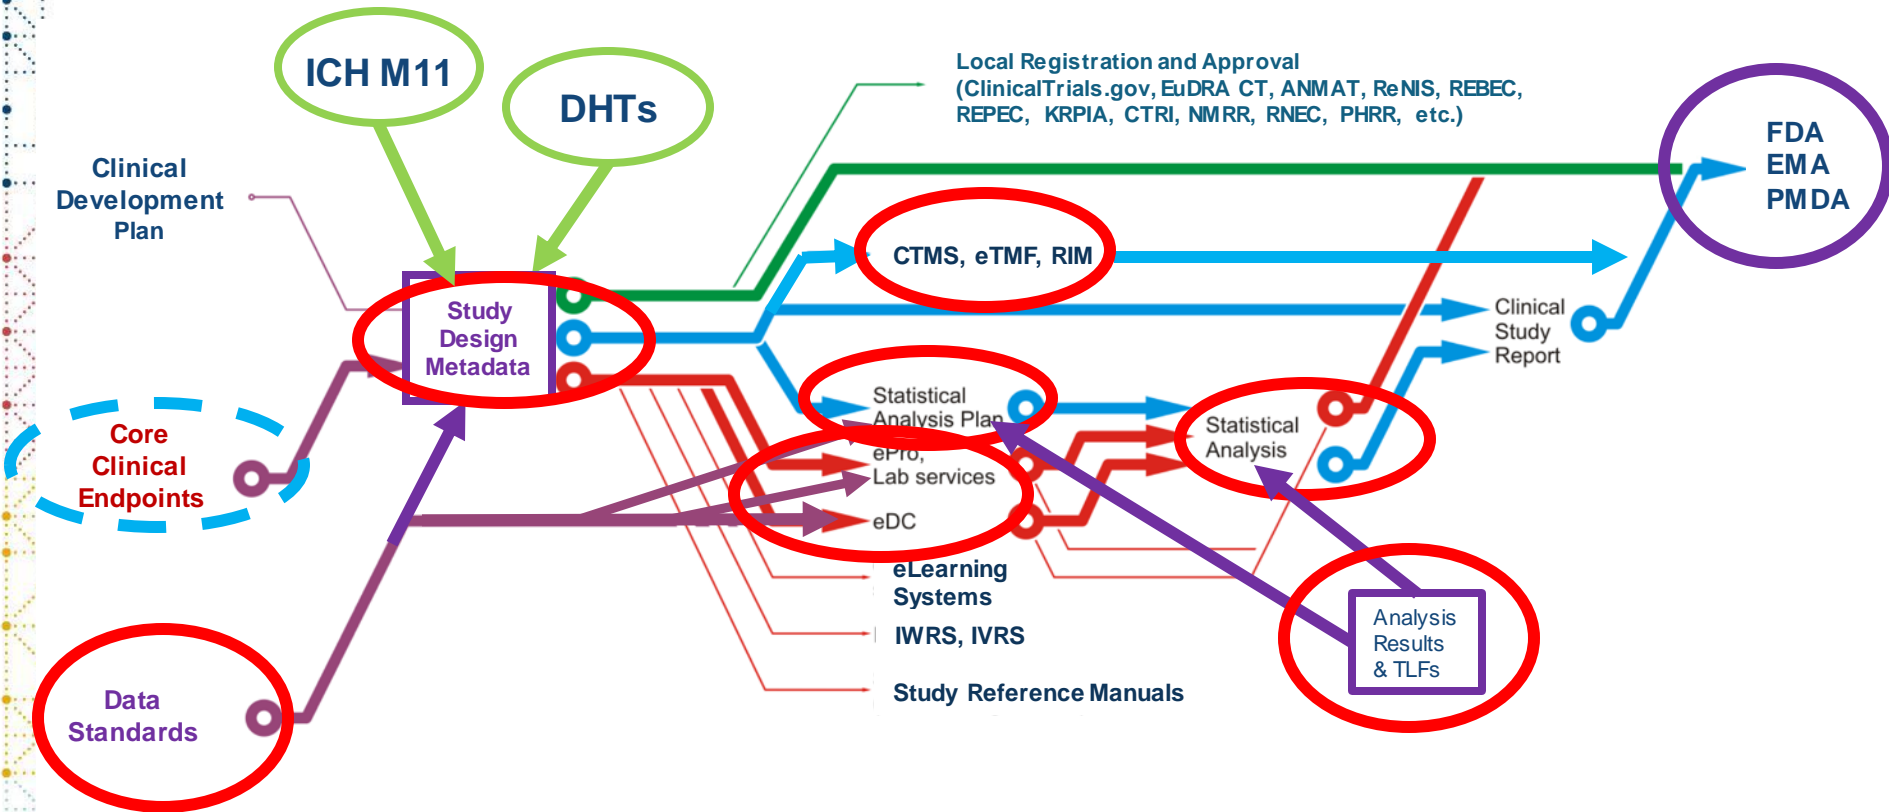 ICH M11
DHTs
Local Registration and Approval
(ClinicalTrials.gov, EuDRA CT, ANMAT, ReNIS, REBEC,
REPEC, KRPIA, CTRI, NMRR, RNEC, PHRR, etc.)
FDA
EMA
PMDA
Clinical
Development
Plan
CTMS, eTMF, RIM
Study
Design
Metadata
Clinical
Study
Report
Statistical
Analysis Plan
Statistical
Analysis
Core
Clinical
Endpoints
ePro,
Lab services
eDC
eLearning
Systems
IWRS, IVRS
Study Reference Manuals
Analysis
Results
& TLFs
Data
Standards